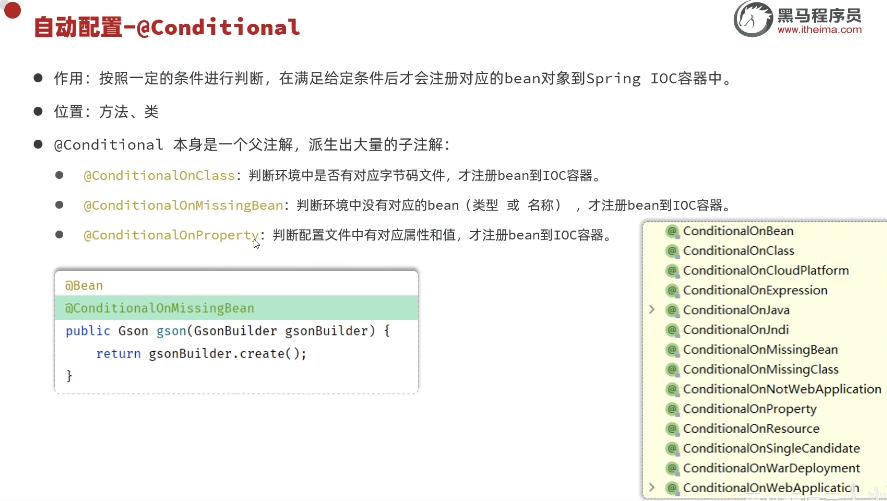 自动配置-@Conditional
黑马程序员
www.itheima.com
作用：按照一定的条件进行判断，在满足给定条件后才会注册对应的bean对象到Spring IOC容器中。
位置：方法、类
@Conditional 本身是一个父注解，派生出大量的子注解：
@ConditionalOnClass：判断环境中是否有对应字节码文件，才注册bean到IOC容器。
@ConditionalOnMissingBean：判断环境中没有对应的bean（类型 或 名称） ，才注册bean到IOC容器。
@ConditionalOnProperty：判断配置文件中有对应属性和值，才注册bean到IOC容器。
@Bean
@ConditionalOnMissingBean
public Gson gson(GsonBuilder gsonBuilder) {
    return gsonBuilder.create();
}
ConditionalOnBean
ConditionalOnClass
ConditionalOnCloudPlatform
ConditionalOnExpression
ConditionalOnJava
ConditionalOnJndi
ConditionalOnMissingBean
ConditionalOnMissingClass
ConditionalOnNotWebApplication
ConditionalOnProperty
ConditionalOnResource
ConditionalOnSingleCandidate
ConditionalOnWarDeployment
ConditionalOnWebApplication